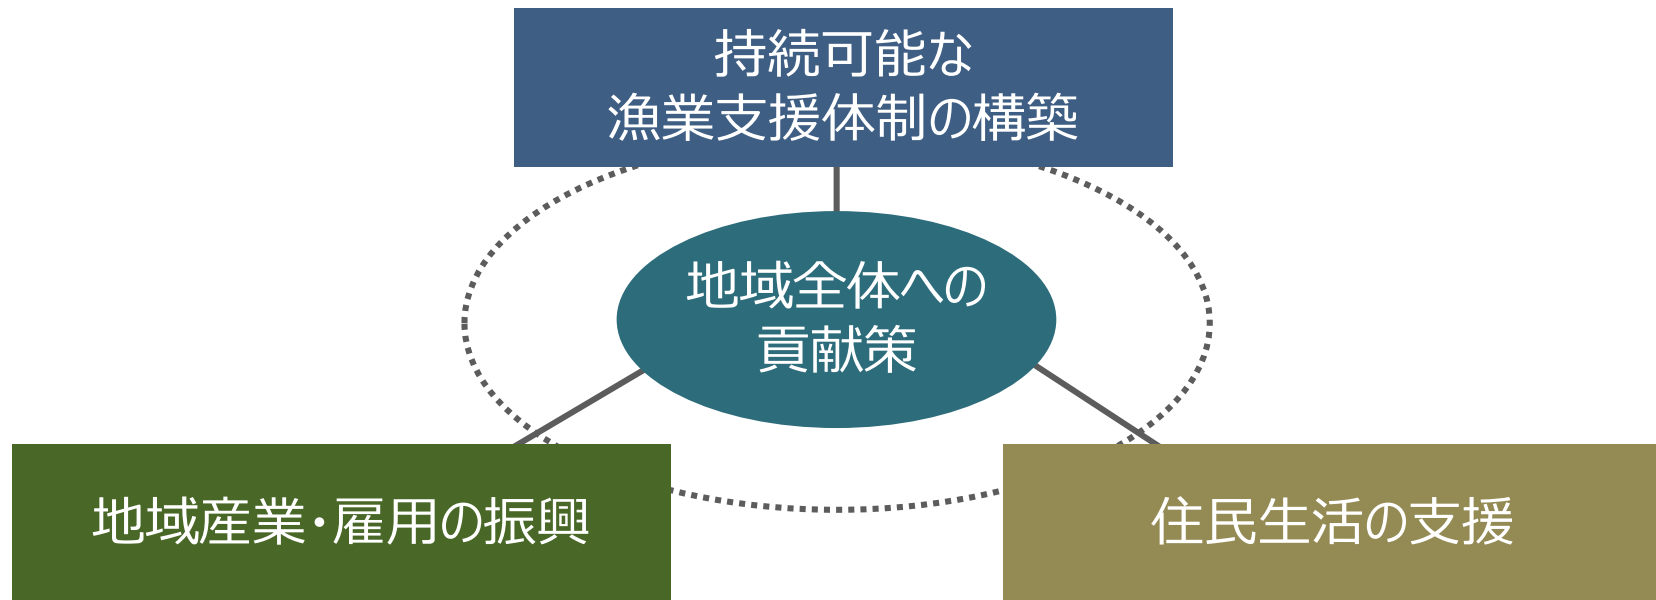 持続可能な
漁業支援体制の構築
地域全体への
貢献策
地域産業・雇用の振興
住民生活の支援